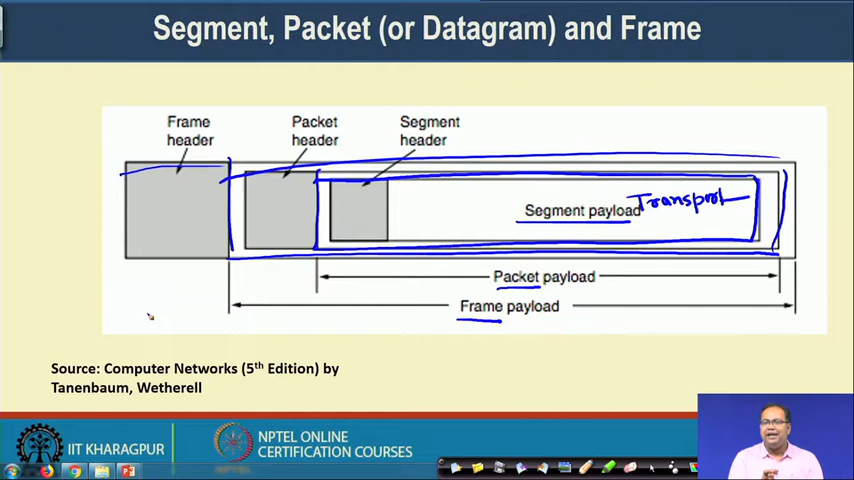 Segment, Packet (or Datagram) and Frame
Frame header
Packet header
Segment header
Segment payload
Transport
Packet payload
Frame payload
Source: Computer Networks (5th Edition) by
Tanenbaum, Wetherell
IIT KHARAGPUR
NPTEL ONLINE
CERTIFICATION COURSES